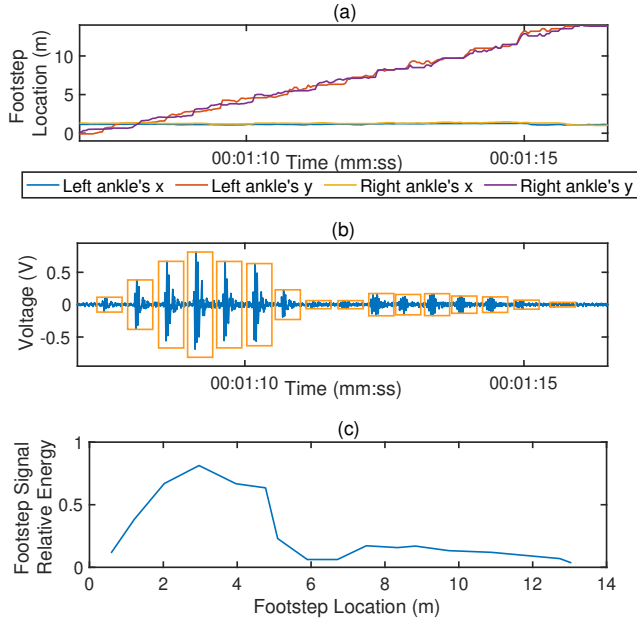 (a)
Footstep
Location (m)
10
5
0
00:01:10
00:01:15
Time (mm:ss)
Left ankle's x
Left ankle's y
Right ankle's x
Right ankle's y
(b)
Voltage (V)
0.5
0
-0.5
00:01:10
00:01:15
Time (mm:ss)
(c)
Footstep Signal
Relative Energy
1
0.5
0
0 2 4 6 8 10 12 14
Footstep Location (m)